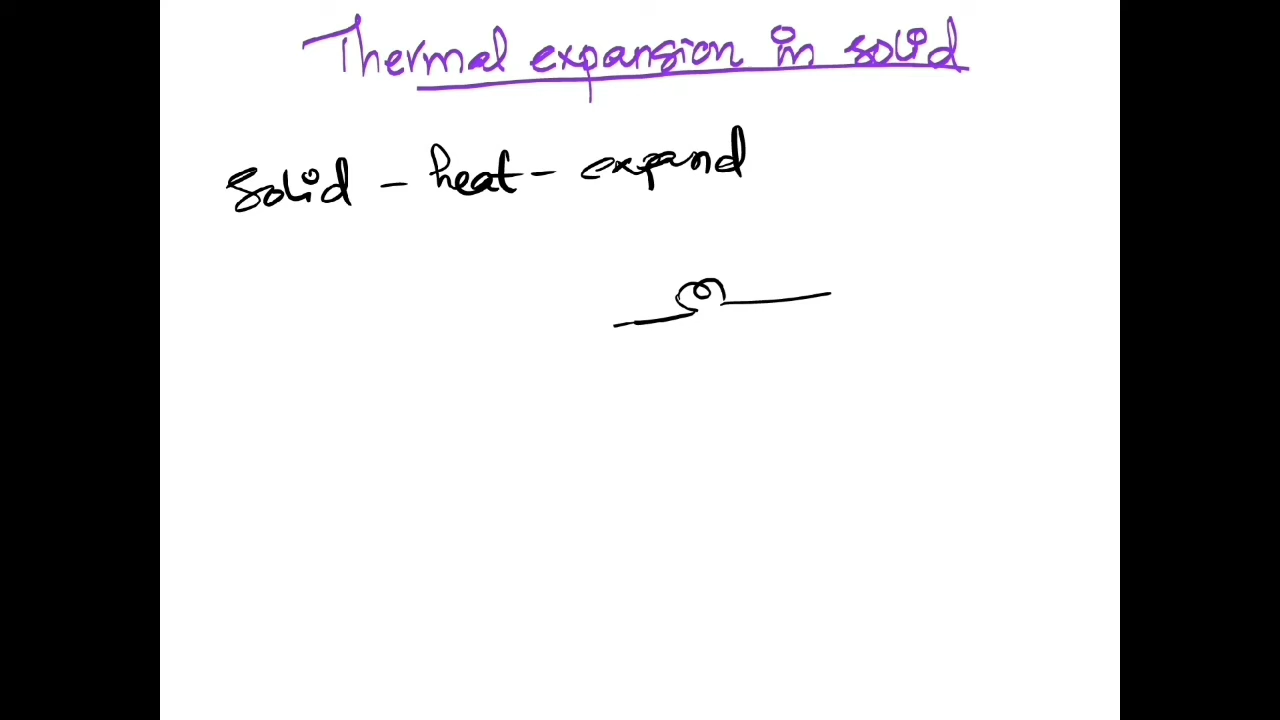 Thermal expansion in solid
Solid - heat - expand